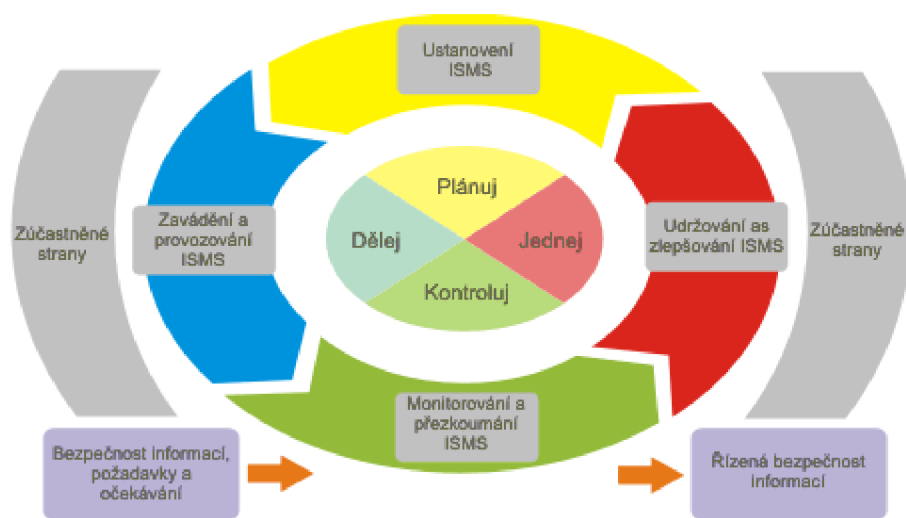 Ustanovení
ISMS
Plánuj
Zúčastněné
strany
Zavádění a
provozování
ISMS
Dělej
Jednej
Udržování as
zlepšování ISMS
Zúčastněné
strany
Kontroluj
Monitorování a
přezkoumání
ISMS
Bezpečnost informací,
požadavky a
očekávání
Řízená bezpečnost
informací